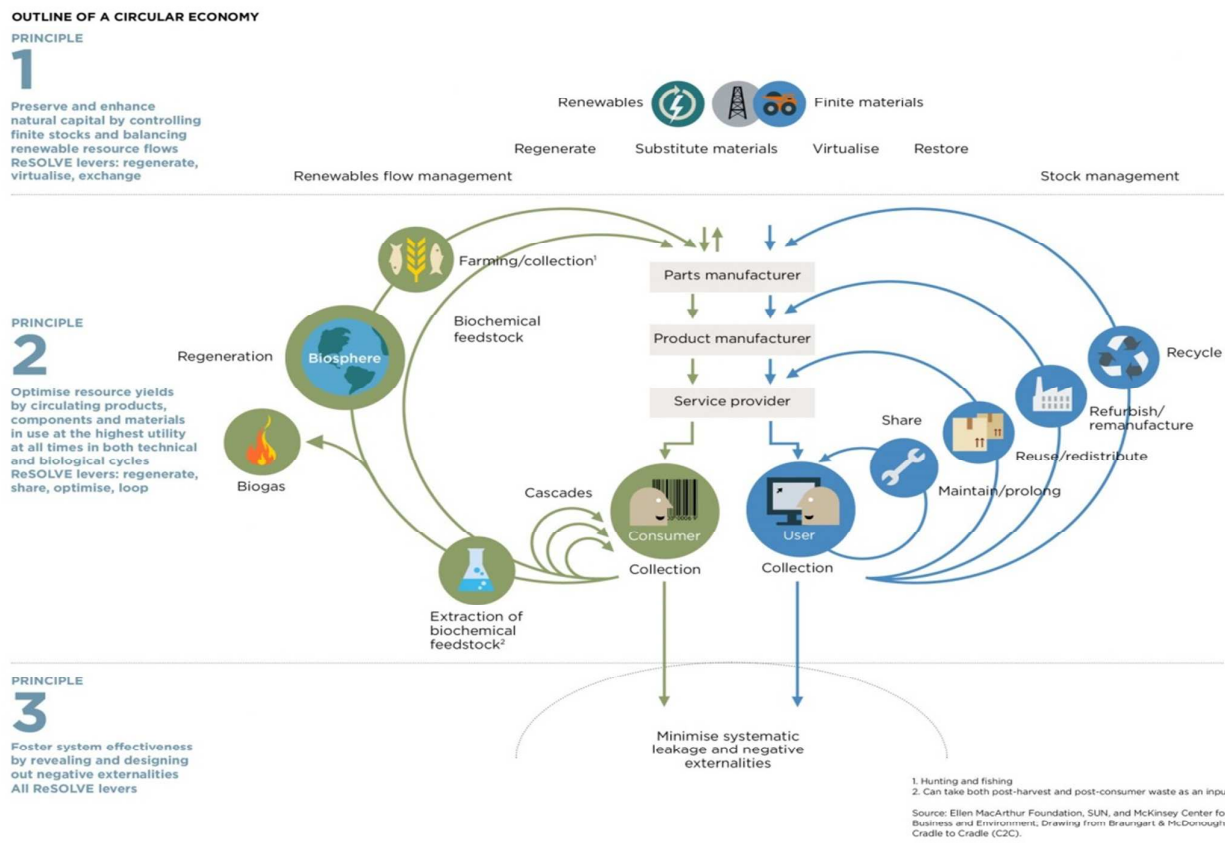 OUTLINE OF A CIRCULAR ECONOMY
PRINCIPLE
1
Preserve and enhance
natural capital by controlling
finite stocks and balancing
renewable resource flows
ReSOLVE levers: regenerate,
virtualise, exchange
Renewables
Finite materials
Regenerate
Substitute materials
Virtualise
Restore
Renewables flow management
Stock management
PRINCIPLE
2
Optimise resource yields
by circulating products,
components and materials
in use at the highest utility
at all times in both technical
and biological cycles
ReSOLVE levers: regenerate,
share, optimise, loop
Farming/collection¹
Biochemical
feedstock
Regeneration
Biosphere
Biogas
Cascades
Extraction of
biochemical
feedstock²
Parts manufacturer
Product manufacturer
Service provider
Consumer
Collection
User
Collection
Share
Maintain/prolong
Reuse/redistribute
Refurbish/
remanufacture
Recycle
PRINCIPLE
3
Foster system effectiveness
by revealing and designing
out negative externalities
All ReSOLVE levers
Minimise systematic
leakage and negative
externalities
1. Hunting and fishing
2. Can take both post-harvest and post-consumer waste as an inpu
Source: Ellen MacArthur Foundation, SUN, and McKinsey Center fo
Business and Environment, Drawing from Braungart & McDonough
Cradle to Cradle (C2C).